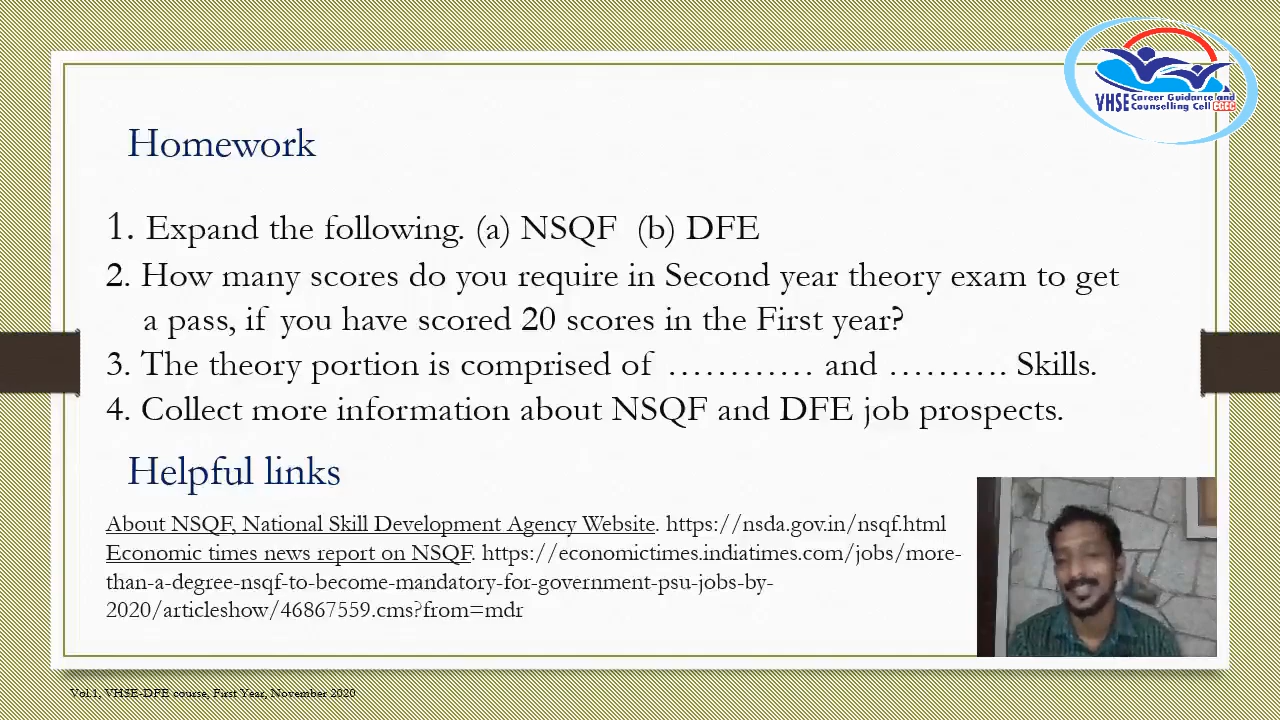 VHSE Career Guidance and
Counselling Cell CGCC
Homework
1. Expand the following. (a) NSQF (b) DFE
2. How many scores do you require in Second year theory exam to get
a pass, if you have scored 20 scores in the First year?
3. The theory portion is comprised of ………… and ………. Skills.
4. Collect more information about NSQF and DFE job prospects.
Helpful links
About NSQF, National Skill Development Agency Website. https://nsda.gov.in/nsqf.html
Economic times news report on NSQF. https://economictimes.indiatimes.com/jobs/more-
than-a-degree-nsqf-to-become-mandatory-for-government-psu-jobs-by-
2020/articleshow/46867559.cms?from=mdr
Vol.1, VHSE-DFE course, First Year, November 2020